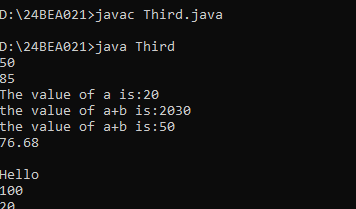 D:\24BEA021>javac Third.java
D:\24BEA021>java Third
50
85
The value of a is:20
the value of a+b is:2030
the value of a+b is:50
76.68
Hello
100
20